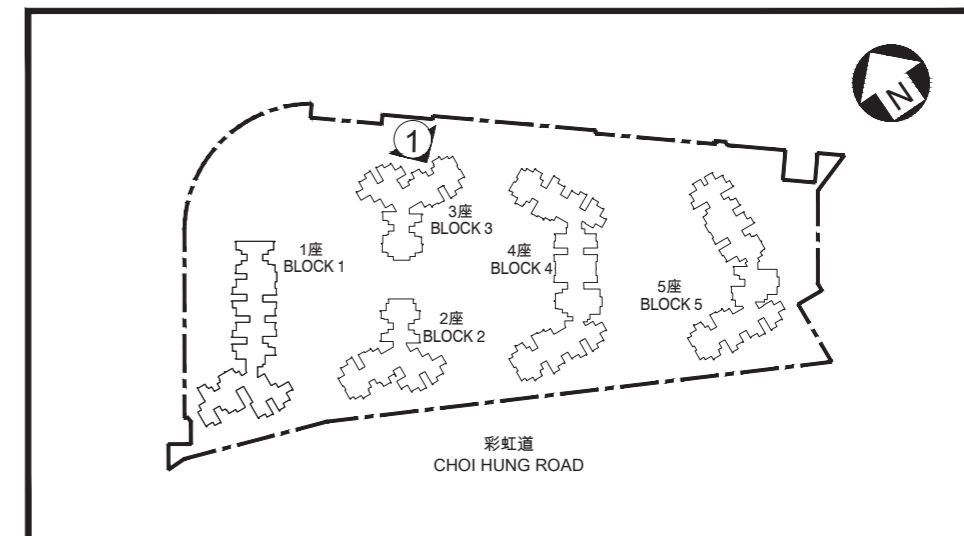 N
1
3座
BLOCK 3
1座
BLOCK 1
4座
BLOCK 4
5座
BLOCK 5
2座
BLOCK 2
彩虹道
CHOI HUNG ROAD